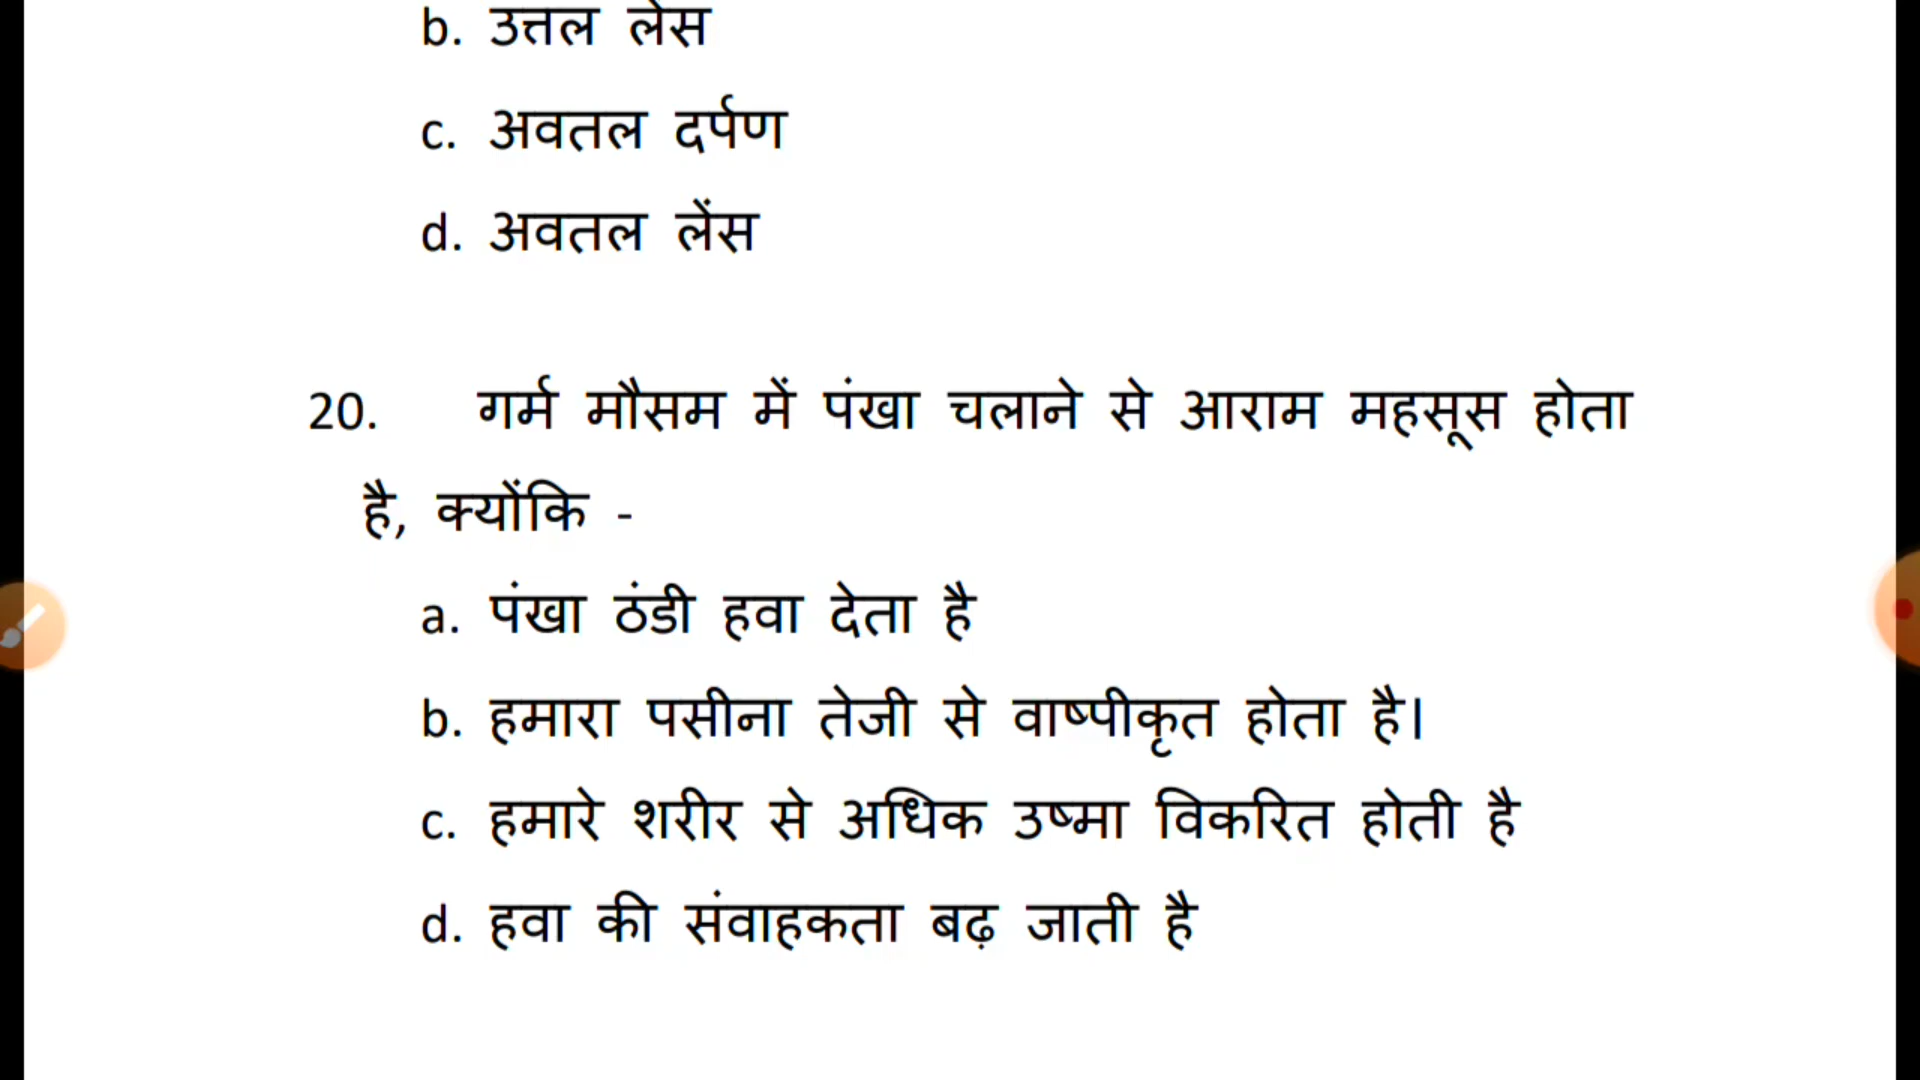 b. उत्तल लेंस
c. अवतल दर्पण
d. अवतल लेंस
20. गर्म मौसम में पंखा चलाने से आराम महसूस होता
है, क्योंकि -
a. पंखा ठंडी हवा देता है
b. हमारा पसीना तेजी से वाष्पीकृत होता है।
c. हमारे शरीर से अधिक उष्मा विकरित होती है
d. हवा की संवाहकता बढ़ जाती है